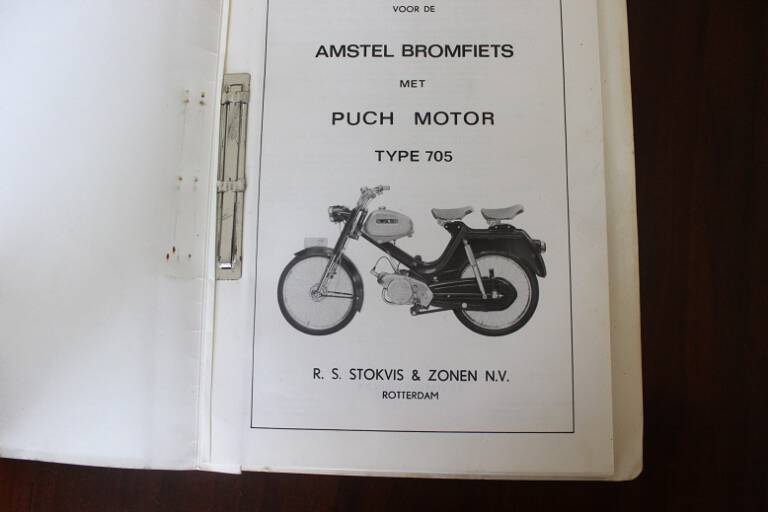 VOOR DE
AMSTEL BROMFIETS
MET
PUCH MOTOR
TYPE 705
R. S. STOKVIS & ZONEN N.V.
ROTTERDAM